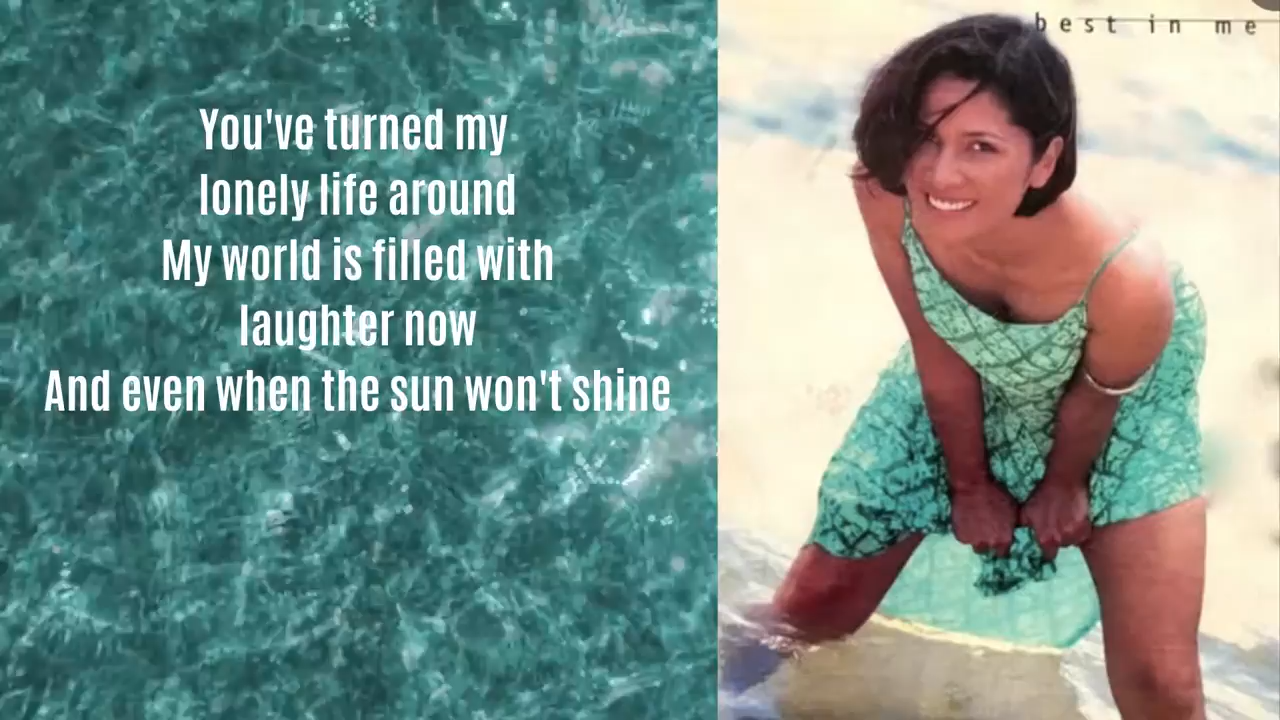 You've turned my
lonely life around
My world is filled with
laughter now
And even when the sun won't shine
best in me